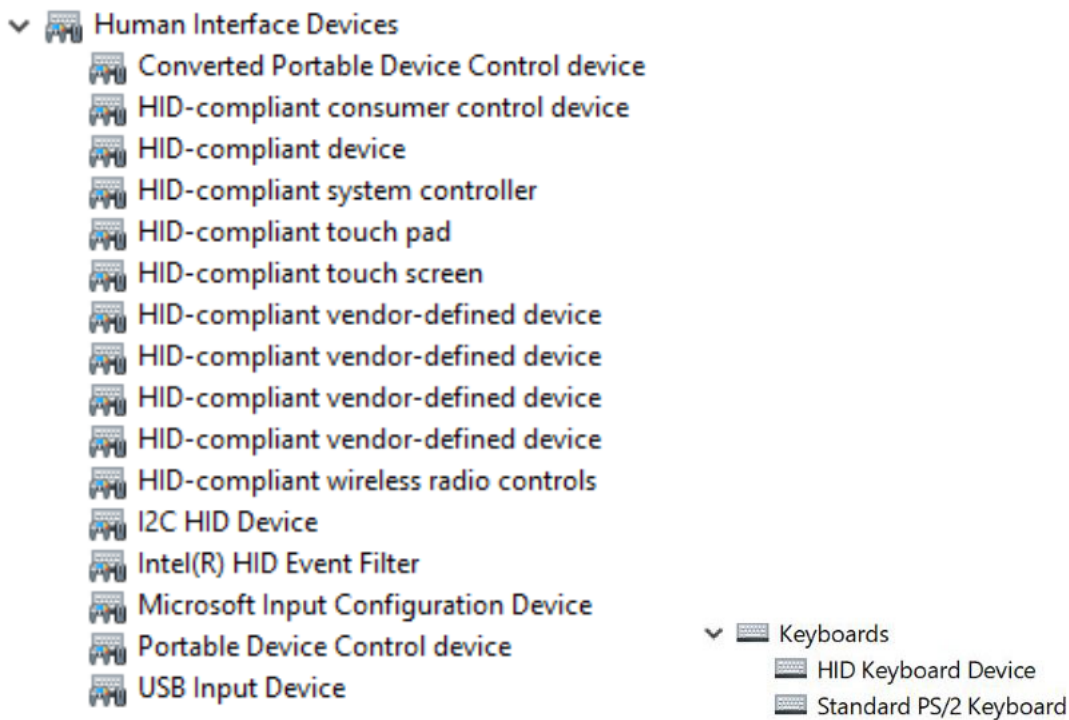 Human Interface Devices
Converted Portable Device Control device
HID-compliant consumer control device
HID-compliant device
HID-compliant system controller
HID-compliant touch pad
HID-compliant touch screen
HID-compliant vendor-defined device
HID-compliant vendor-defined device
HID-compliant vendor-defined device
HID-compliant vendor-defined device
HID-compliant wireless radio controls
I2C HID Device
Intel(R) HID Event Filter
Microsoft Input Configuration Device
Portable Device Control device
USB Input Device
Keyboards
HID Keyboard Device
Standard PS/2 Keyboard